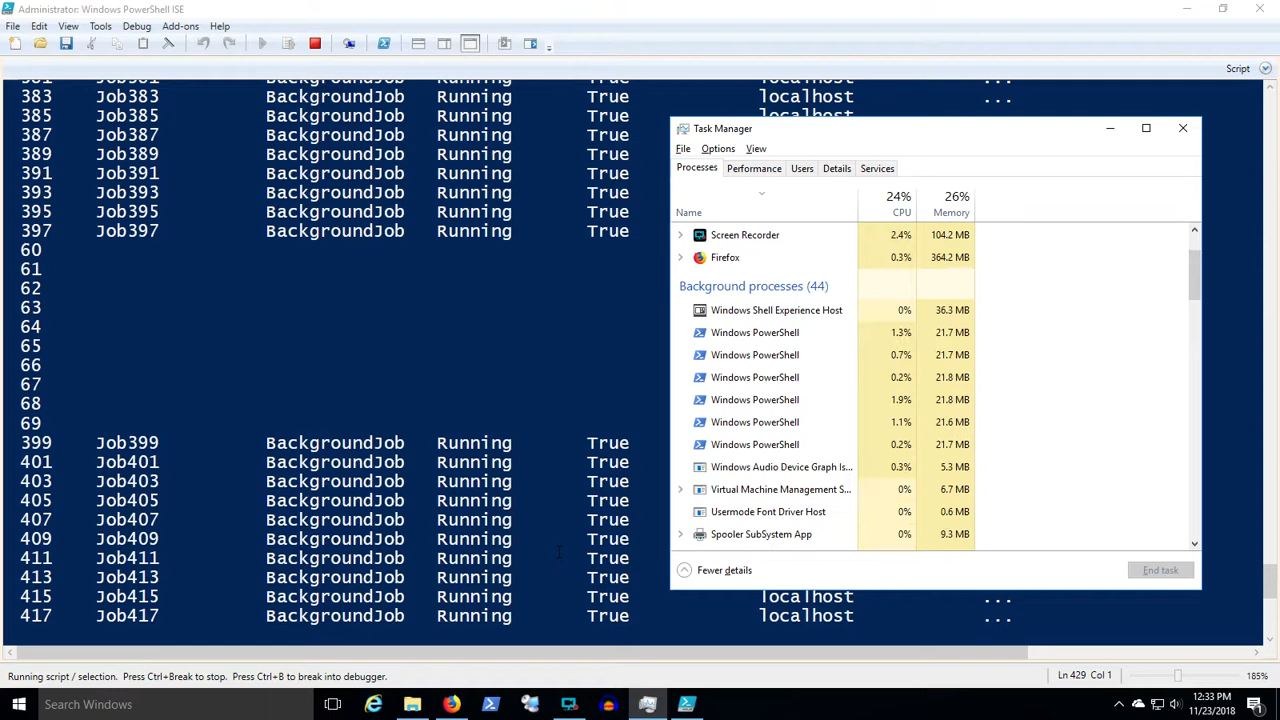 Administrator: Windows PowerShell ISE
File Edit View Tools Debug Add-ons Help
Script
381 Job381 BackgroundJob Running True localhost ...
383 Job383 BackgroundJob Running True localhost ...
385 Job385 BackgroundJob Running True localhost
387 Job387 BackgroundJob Running True
389 Job389 BackgroundJob Running True
391 Job391 BackgroundJob Running True
393 Job393 BackgroundJob Running True
395 Job395 BackgroundJob Running True
397 Job397 BackgroundJob Running True
60
61
62
63
64
65
66
67
68
69
399 Job399 BackgroundJob Running True
401 Job401 BackgroundJob Running True
403 Job403 BackgroundJob Running True
405 Job405 BackgroundJob Running True
407 Job407 BackgroundJob Running True
409 Job409 BackgroundJob Running True
411 Job411 BackgroundJob Running True
413 Job413 BackgroundJob Running True
415 Job415 BackgroundJob Running True localhost ...
417 Job417 BackgroundJob Running True localhost ...
Task Manager
File Options View
Processes Performance Users Details Services
24% 26%
Name CPU Memory
Screen Recorder 2.4% 104.2 MB
Firefox 0.3% 364.2 MB
Background processes (44)
Windows Shell Experience Host 0% 36.3 MB
Windows PowerShell 1.3% 21.7 MB
Windows PowerShell 0.7% 21.7 MB
Windows PowerShell 0.2% 21.8 MB
Windows PowerShell 1.9% 21.8 MB
Windows PowerShell 1.1% 21.6 MB
Windows PowerShell 0.2% 21.7 MB
Windows Audio Device Graph Is... 0.3% 5.3 MB
Virtual Machine Management S... 0% 6.7 MB
Usermode Font Driver Host 0% 0.6 MB
Spooler SubSystem App 0% 9.3 MB
Fewer details End task
Running script / selection. Press Ctrl+Break to stop. Press Ctrl+B to break into debugger. Ln 429 Col 1 185%
Search Windows
12:33 PM
11/23/2018